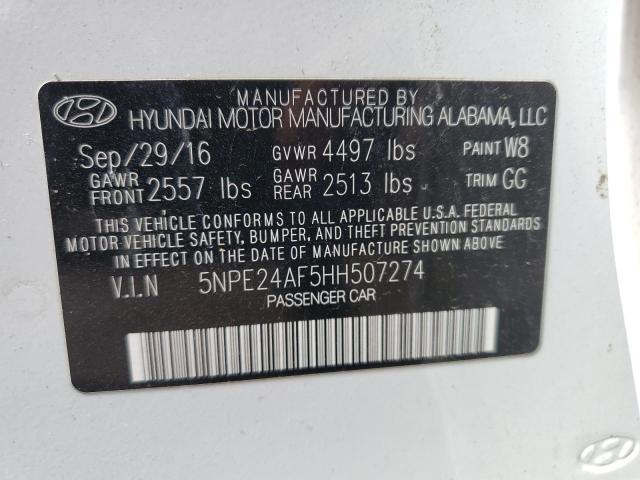 MANUFACTURED BY
HYUNDAI MOTOR MANUFACTURING ALABAMA, LLC
Sep/29/16 GVWR 4497 lbs PAINT W8
GAWR FRONT 2557 lbs GAWR REAR 2513 lbs TRIM GG
THIS VEHICLE CONFORMS TO ALL APPLICABLE U.S.A. FEDERAL
MOTOR VEHICLE SAFETY, BUMPER, AND THEFT PREVENTION STANDARDS
IN EFFECT ON THE DATE OF MANUFACTURE SHOWN ABOVE.
V.I.N 5NPE24AF5HH507274
PASSENGER CAR